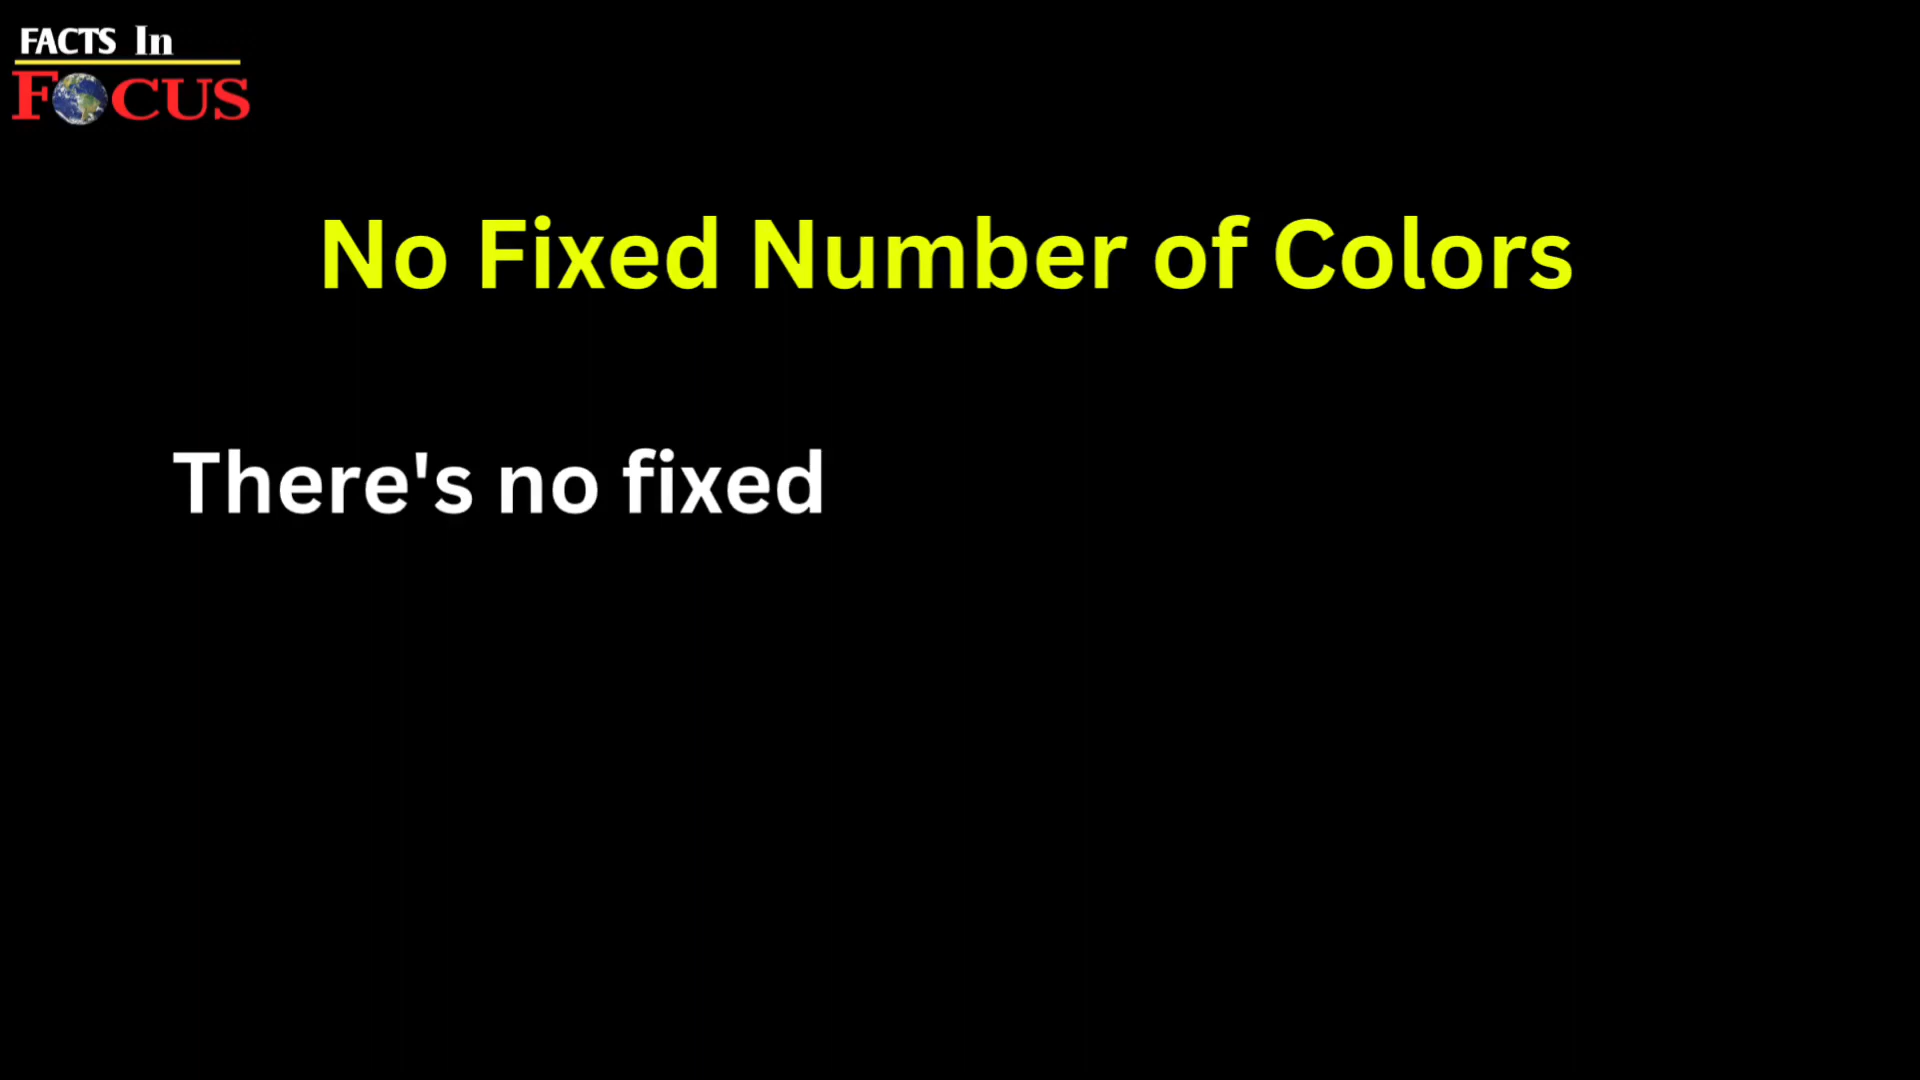 FACTS In
FOCUS
No Fixed Number of Colors
There's no fixed